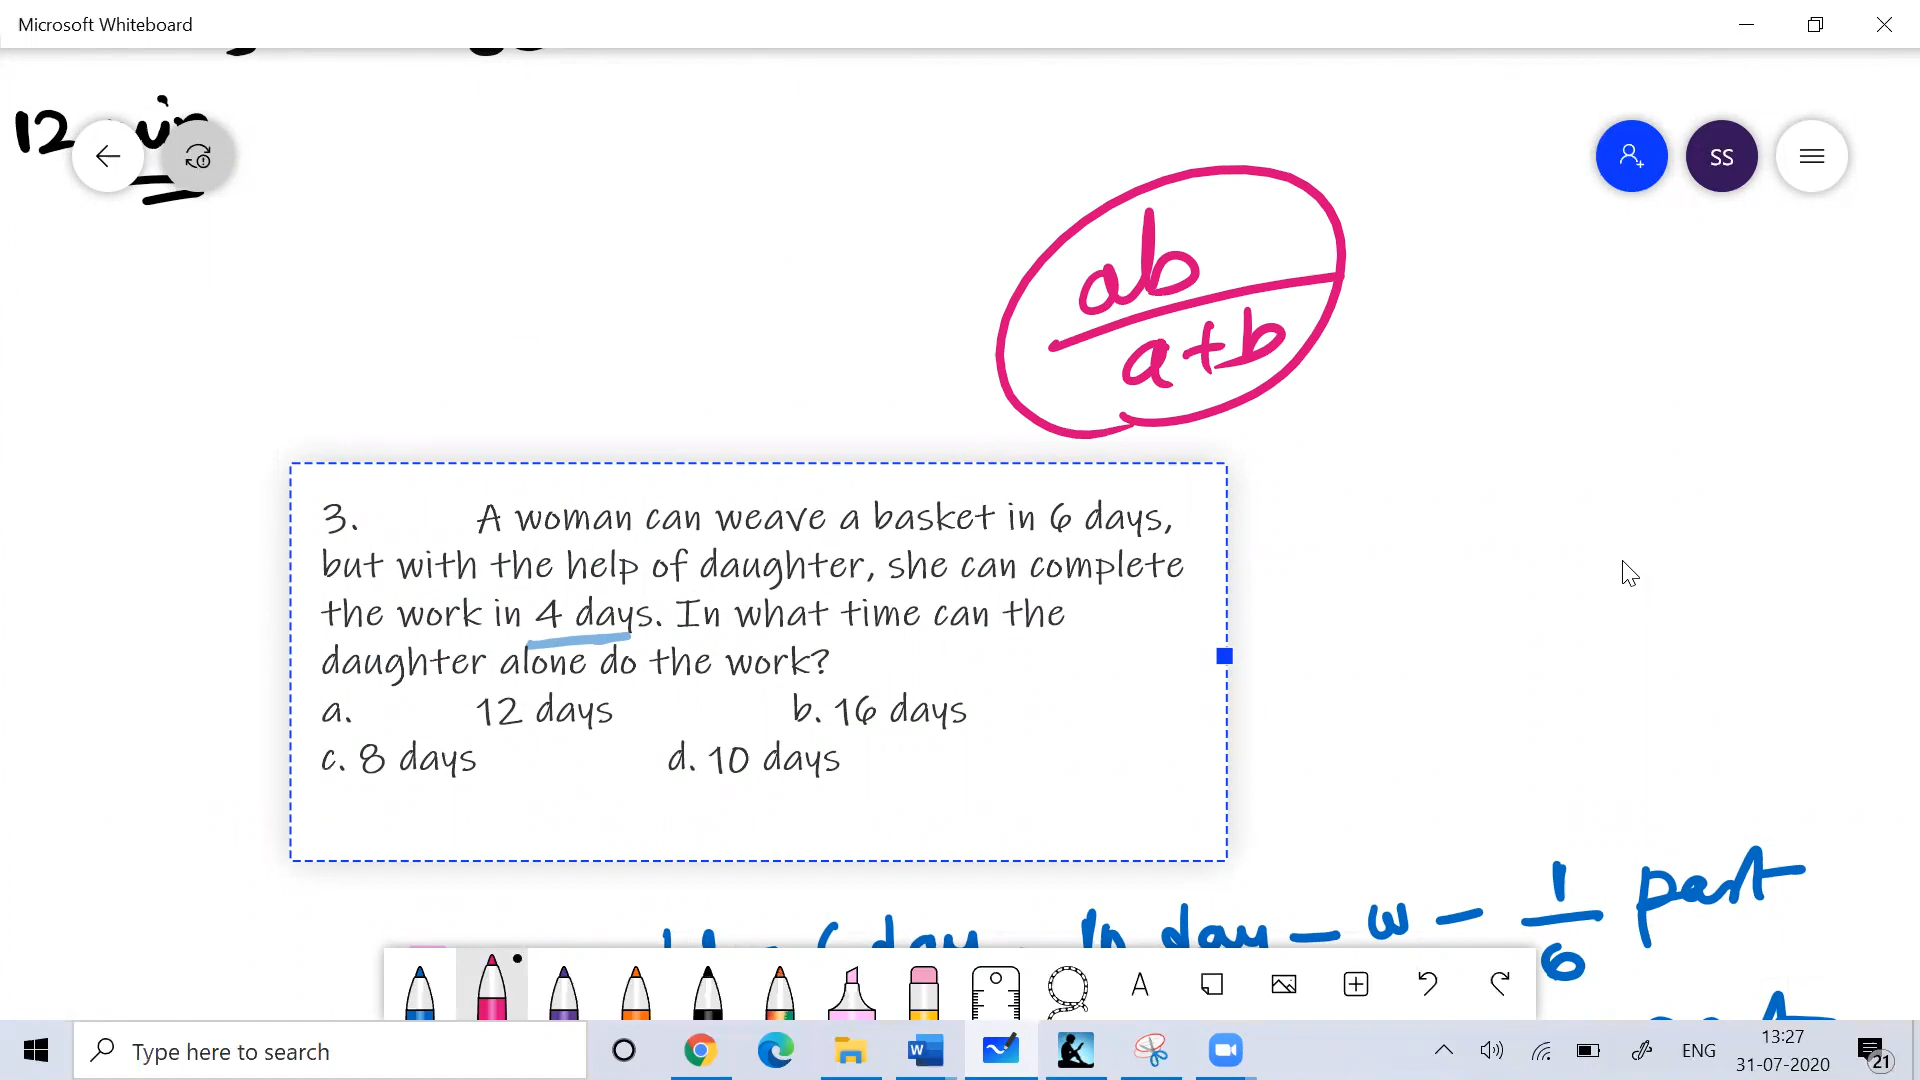 Microsoft Whiteboard
12
SS
ab
a+b
3. A woman can weave a basket in 6 days,
but with the help of daughter, she can complete
the work in 4 days. In what time can the
daughter alone do the work?
a. 12 days b. 16 days
c. 8 days d. 10 days
day - w - 1/6 part
A
Type here to search
ENG
13:27
31-07-2020
21